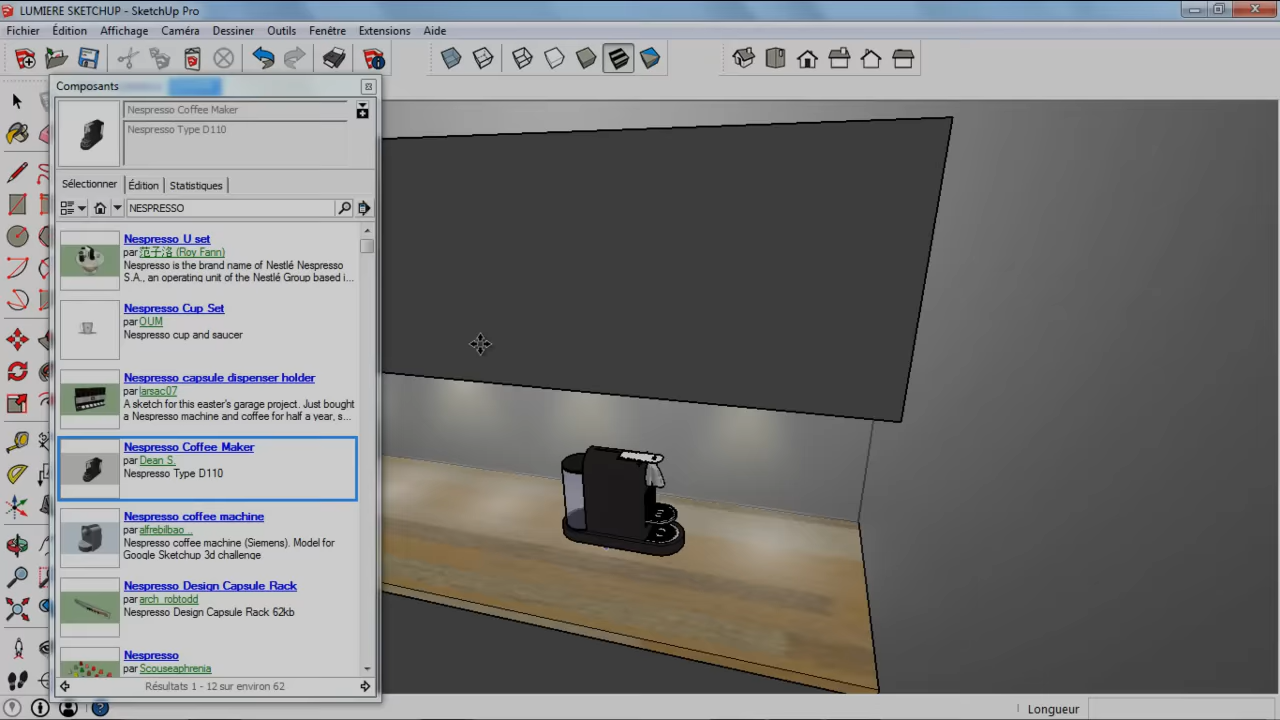 LUMIERE SKETCHUP - SketchUp Pro
Fichier Édition Affichage Caméra Dessiner Outils Fenêtre Extensions Aide
Composants
Nespresso Coffee Maker
Nespresso Type D110
Sélectionner Édition Statistiques
NESPRESSO
Nespresso U set
par 范子洛 (Roy Fann)
Nespresso is the brand name of Nestlé Nespresso
S.A., an operating unit of the Nestlé Group based i...
Nespresso Cup Set
par OUM
Nespresso cup and saucer
Nespresso capsule dispenser holder
par larsac07
A sketch for this easter's garage project. Just bought
a Nespresso machine and coffee for half a year, s...
Nespresso Coffee Maker
par Dean S.
Nespresso Type D110
Nespresso coffee machine
par alfrebilbao ..
Nespresso coffee machine (Siemens). Model for
Google Sketchup 3d challenge
Nespresso Design Capsule Rack
par arch_robtodd
Nespresso Design Capsule Rack 62kb
Nespresso
par Scouseaphrenia
Résultats 1 - 12 sur environ 62
Longueur